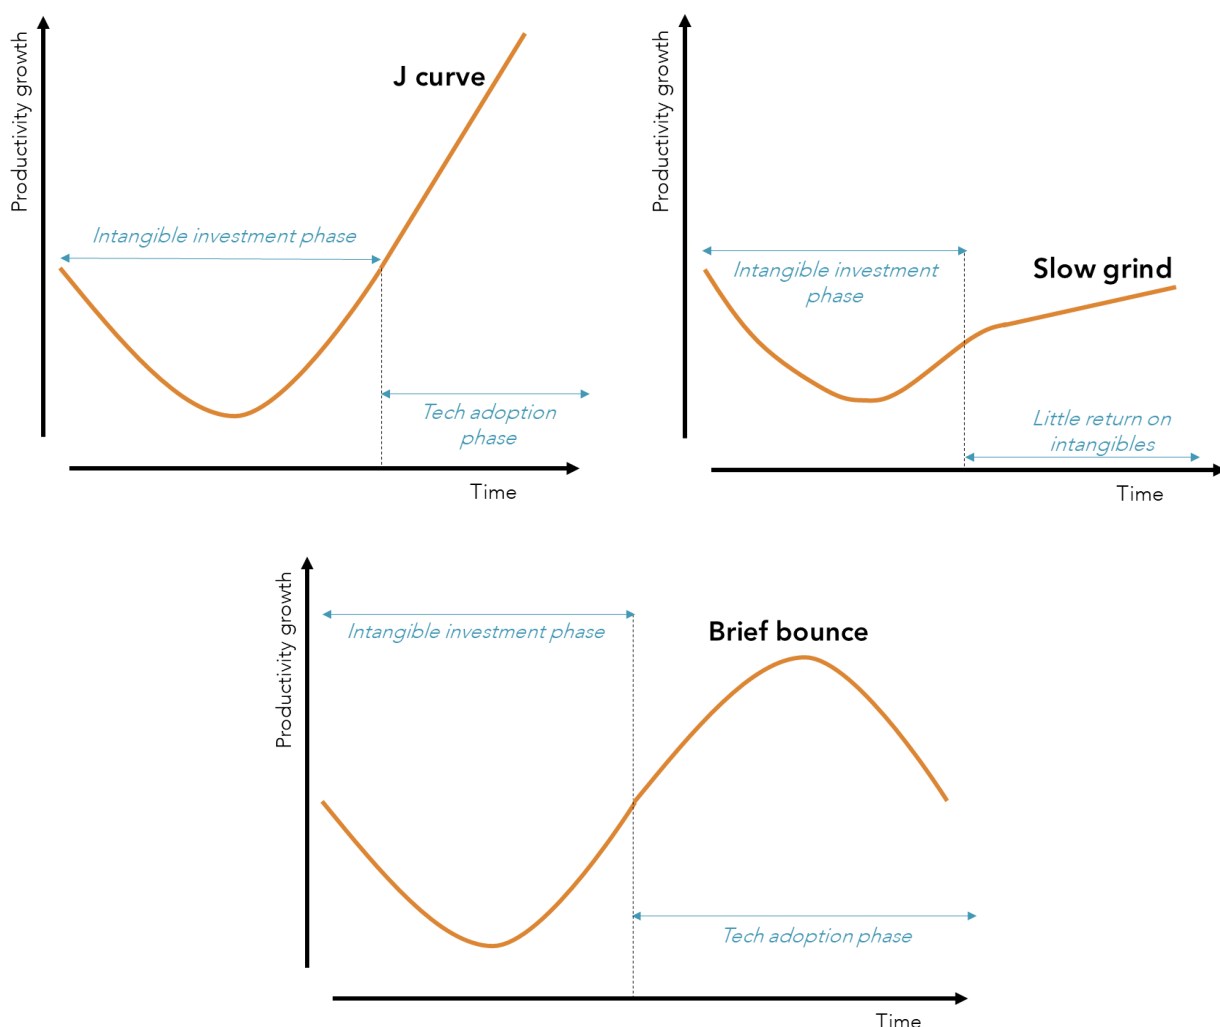 Productivity growth
J curve
Intangible investment phase
Tech adoption
phase
Time
Productivity growth
Intangible investment
phase
Slow grind
Little return on
intangibles
Time
Productivity growth
Intangible investment phase
Brief bounce
Tech adoption phase
Time